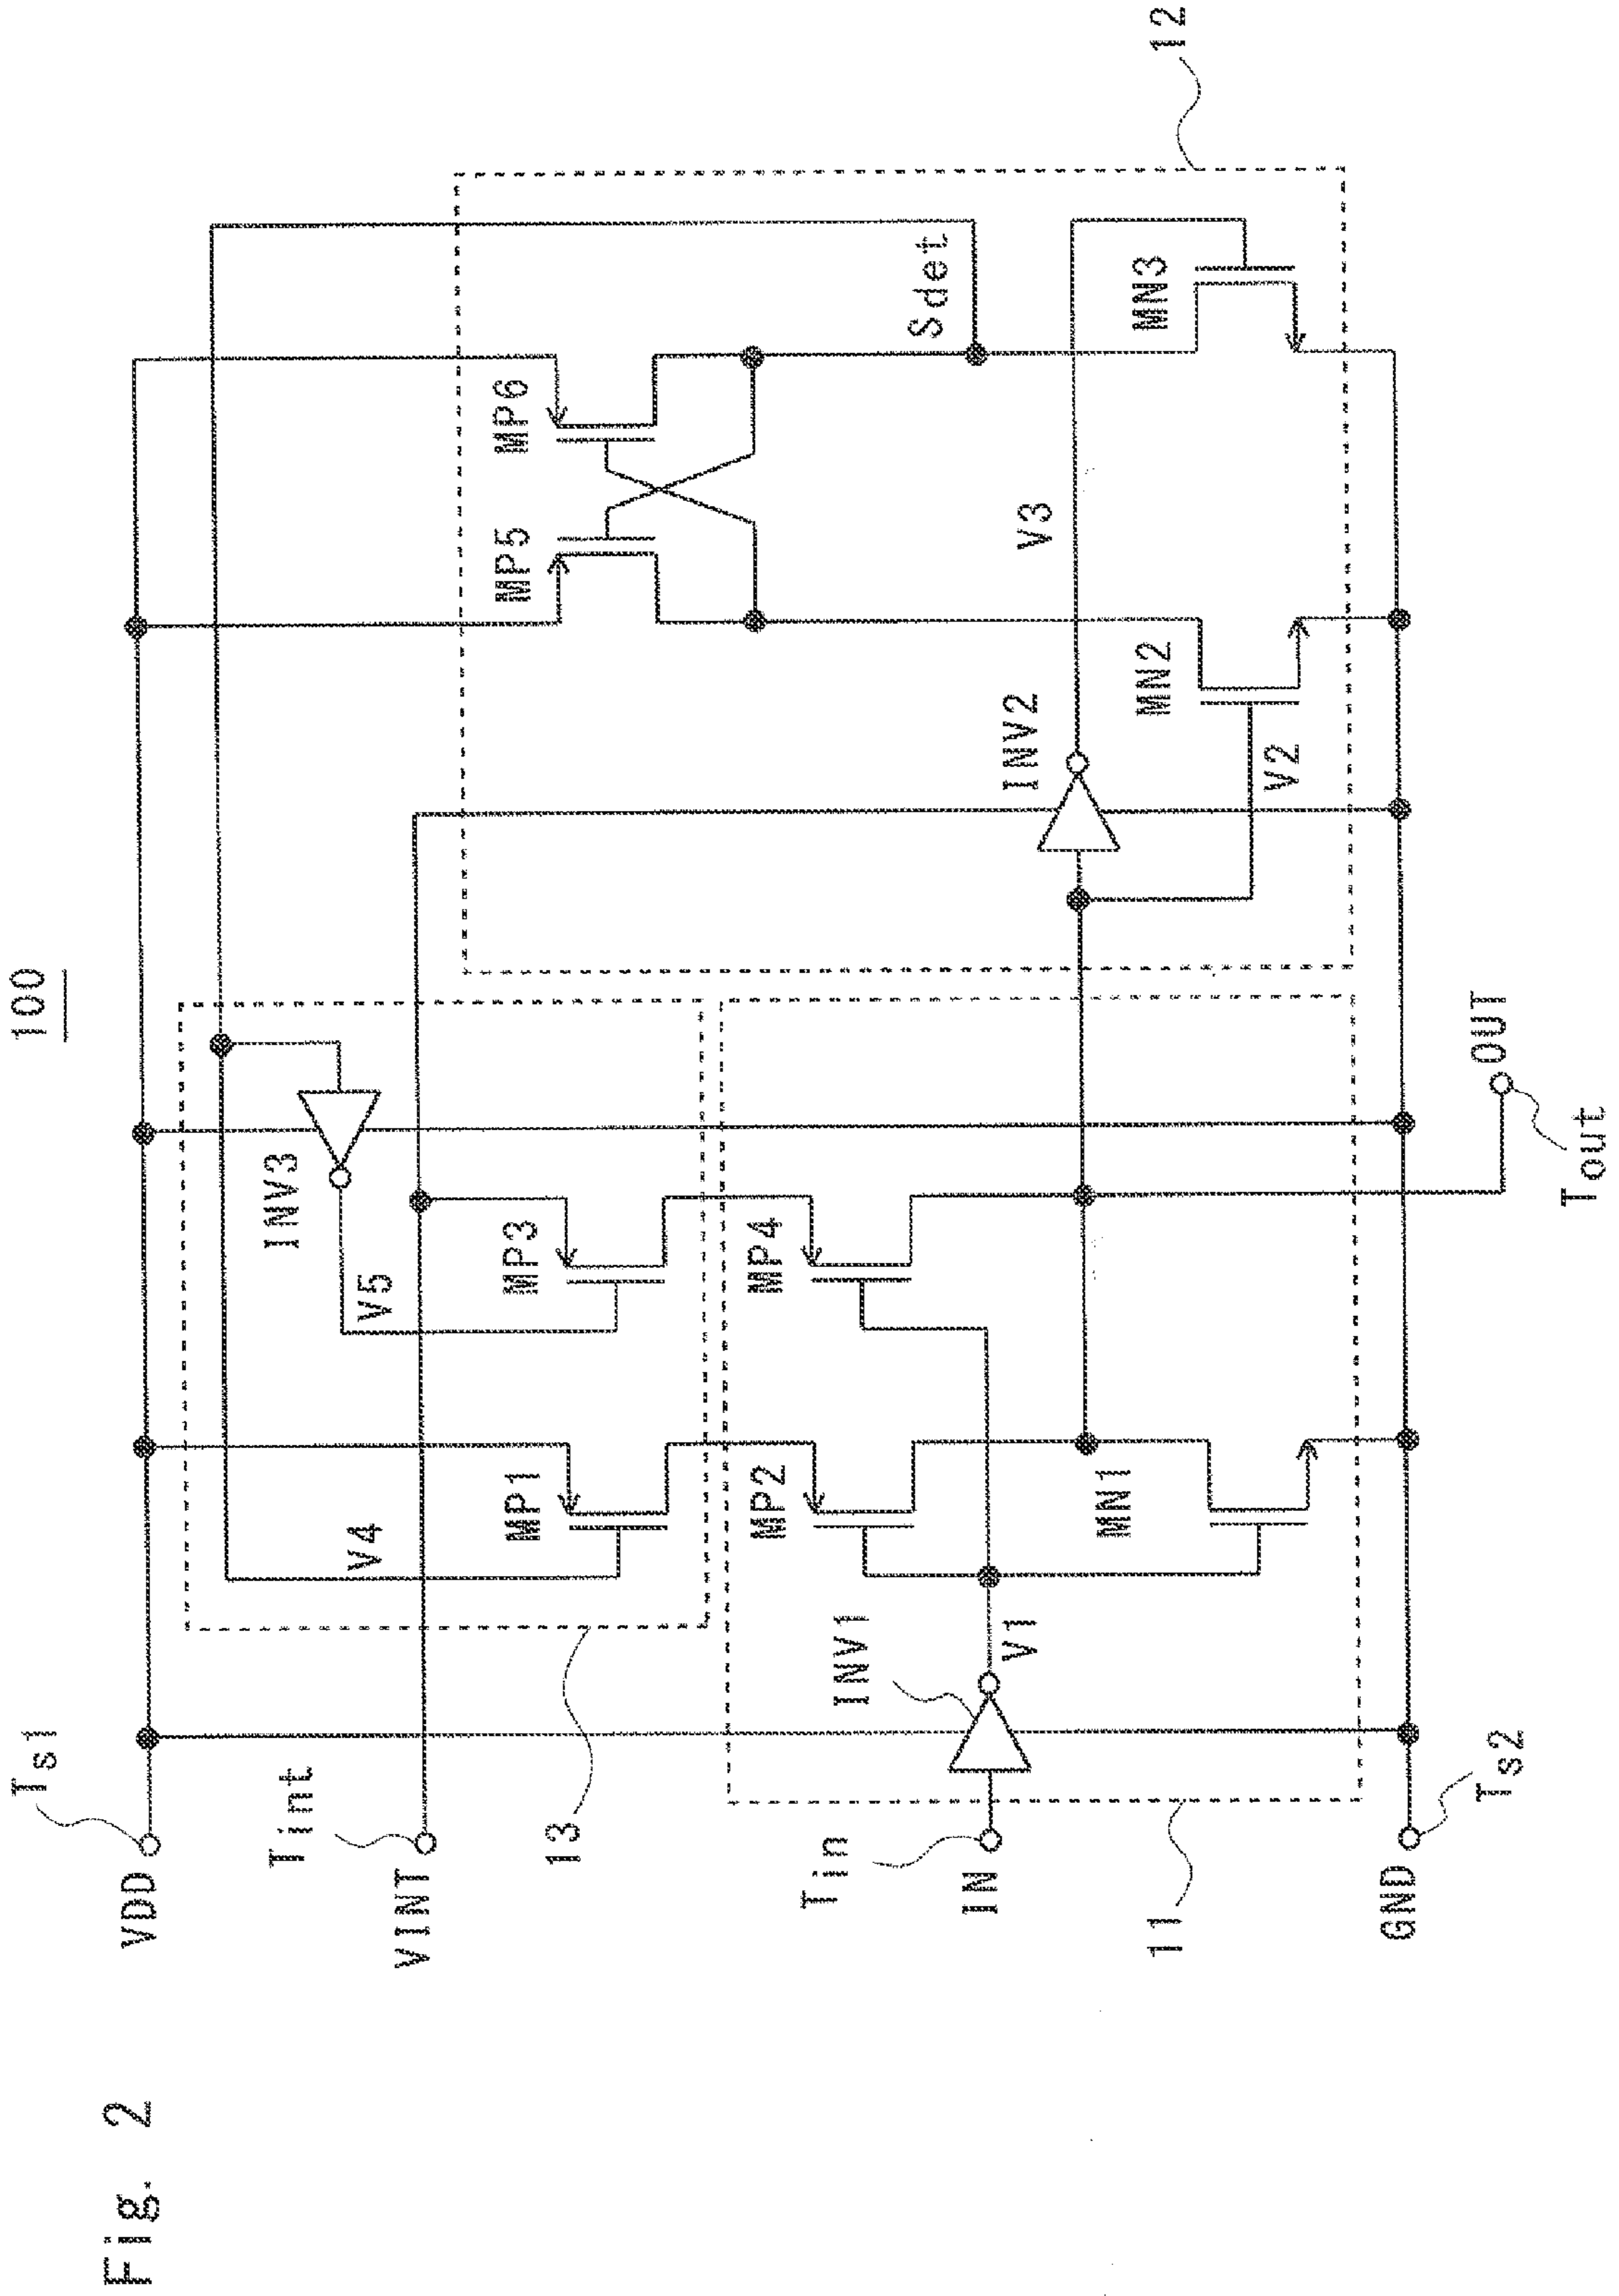 Fig. 2
100
Ts1
VDD
Tint
VINT
13
Tin
IN
11
GND
Ts2
INV1
V1
V4
MP1
MP2
MN1
V5
INV3
MP3
MP4
Tout
OUT
INV2
V2
MN2
V3
MP5
MP6
Sdet
MN3
12